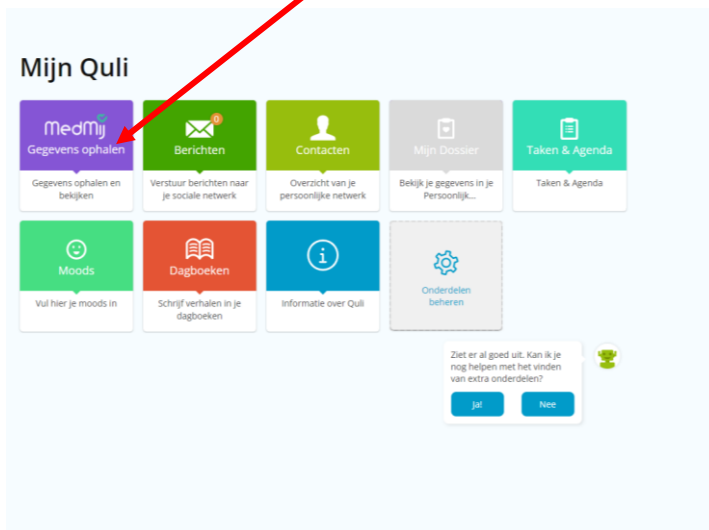 Mijn Quli
MedMij
Gegevens ophalen
Gegevens ophalen en
bekijken
0
Berichten
Verstuur berichten naar
je sociale netwerk
Contacten
Overzicht van je
persoonlijke netwerk
Mijn Dossier
Bekijk je gegevens in je
Persoonlijk...
Taken & Agenda
Taken & Agenda
Moods
Vul hier je moods in
Dagboeken
Schrijf verhalen in je
dagboeken
i
Informatie over Quli
Onderdelen
beheren
Ziet er al goed uit. Kan ik je
nog helpen met het vinden
van extra onderdelen?
Ja!
Nee